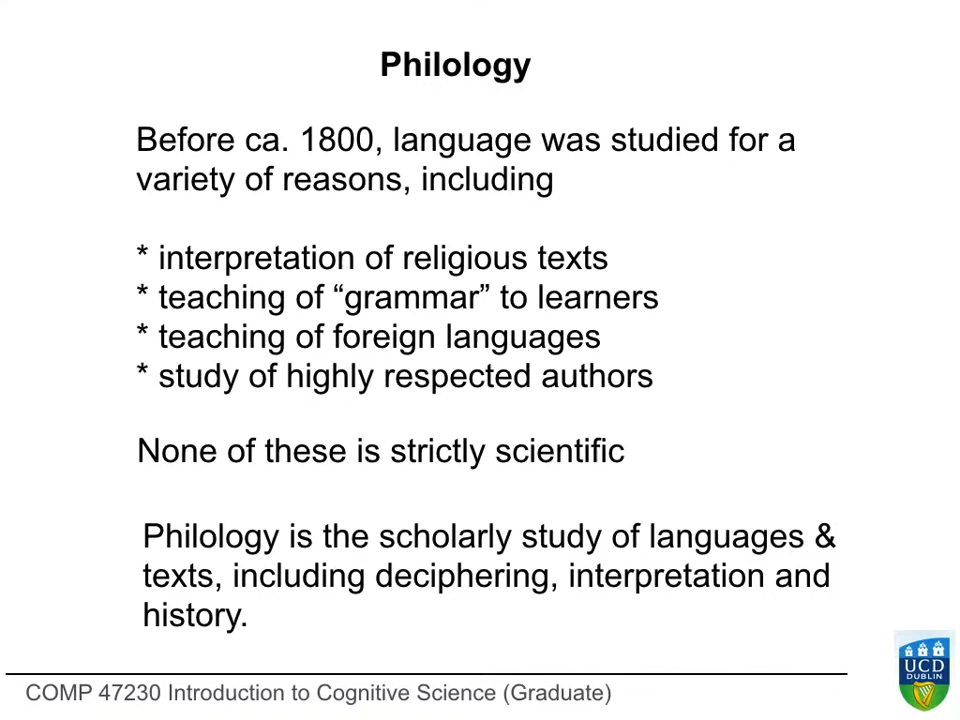 Philology
Before ca. 1800, language was studied for a
variety of reasons, including
* interpretation of religious texts
* teaching of “grammar” to learners
* teaching of foreign languages
* study of highly respected authors
None of these is strictly scientific
Philology is the scholarly study of languages &
texts, including deciphering, interpretation and
history.
COMP 47230 Introduction to Cognitive Science (Graduate)
UCD
DUBLIN